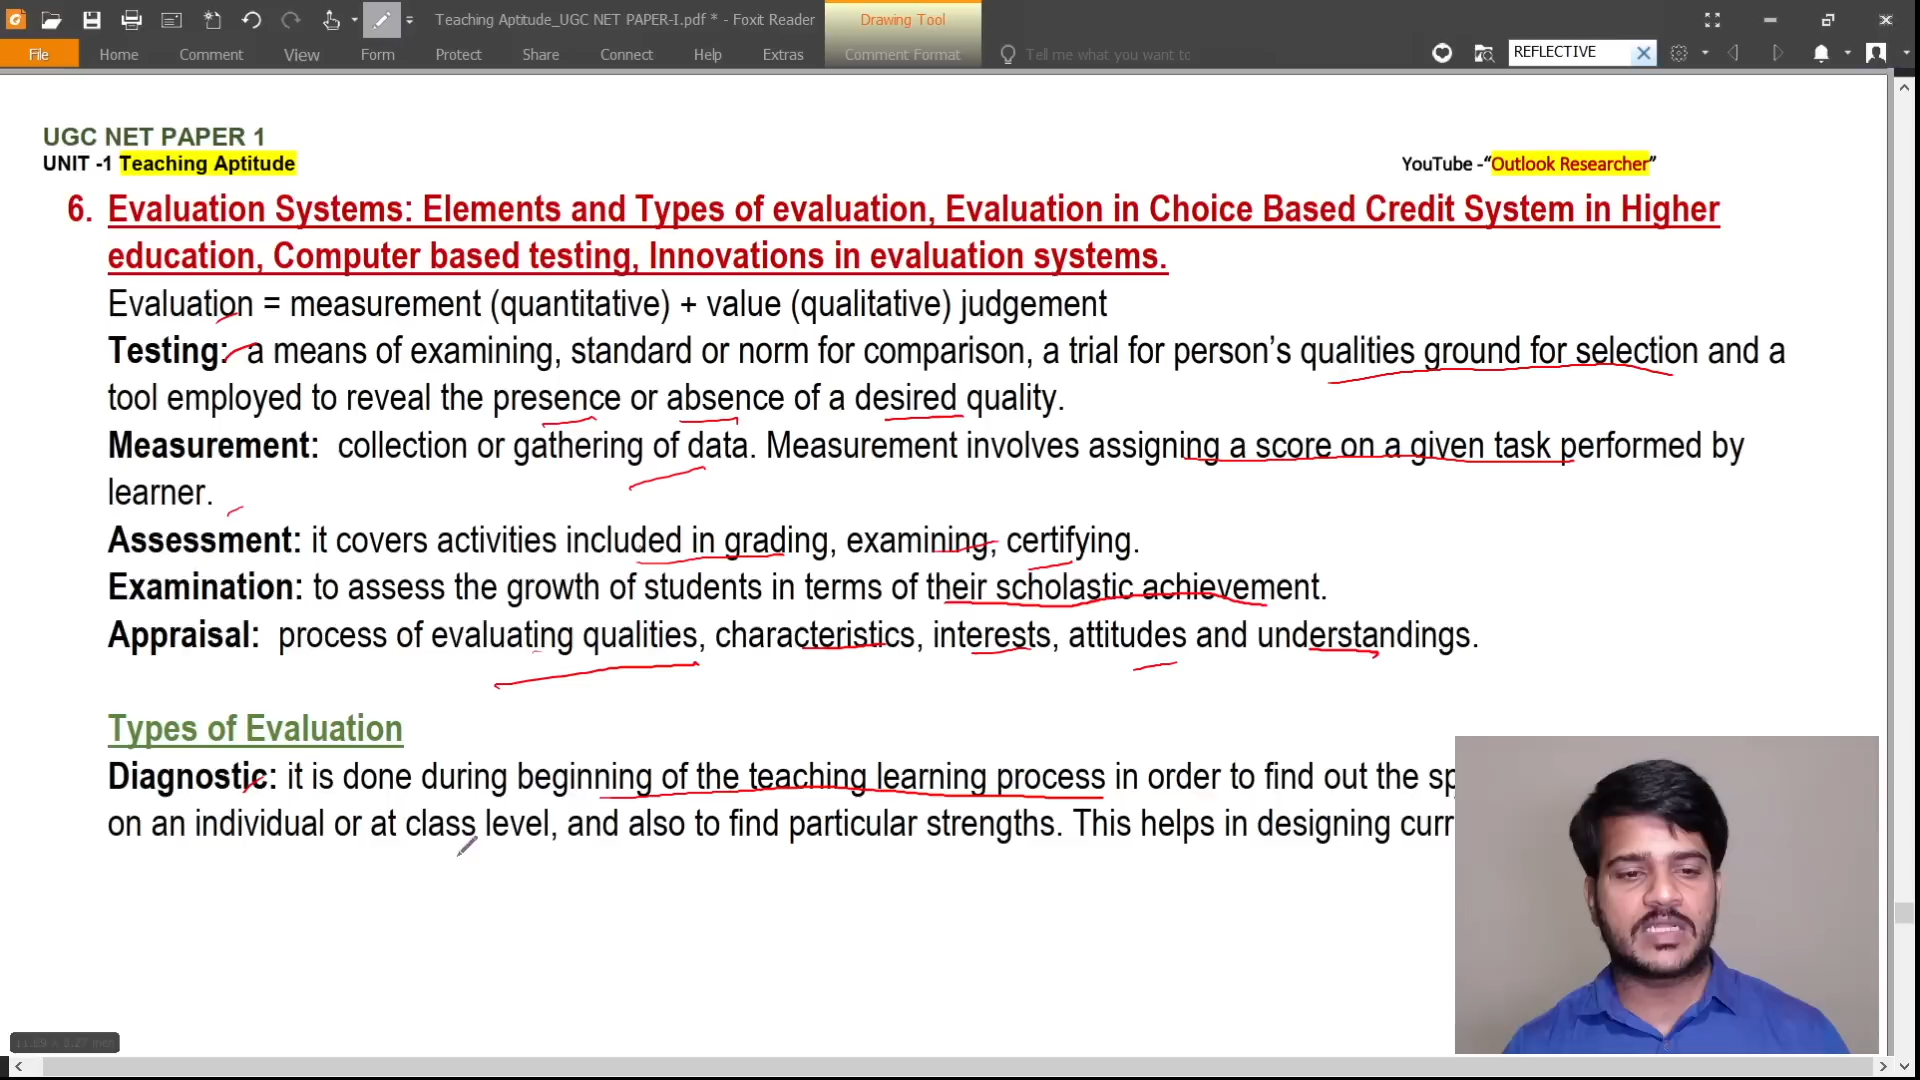 Teaching Aptitude_UGC NET PAPER-I.pdf * - Foxit Reader
Drawing Tool
File Home Comment View Form Protect Share Connect Help Extras Comment Format Tell me what you want to REFLECTIVE
UGC NET PAPER 1
UNIT -1 Teaching Aptitude
YouTube -“Outlook Researcher”
6. Evaluation Systems: Elements and Types of evaluation, Evaluation in Choice Based Credit System in Higher
education, Computer based testing, Innovations in evaluation systems.
Evaluation = measurement (quantitative) + value (qualitative) judgement
Testing: a means of examining, standard or norm for comparison, a trial for person’s qualities ground for selection and a
tool employed to reveal the presence or absence of a desired quality.
Measurement: collection or gathering of data. Measurement involves assigning a score on a given task performed by
learner.
Assessment: it covers activities included in grading, examining, certifying.
Examination: to assess the growth of students in terms of their scholastic achievement.
Appraisal: process of evaluating qualities, characteristics, interests, attitudes and understandings.
Types of Evaluation
Diagnostic: it is done during beginning of the teaching learning process in order to find out the
on an individual or at class level, and also to find particular strengths. This helps in designing